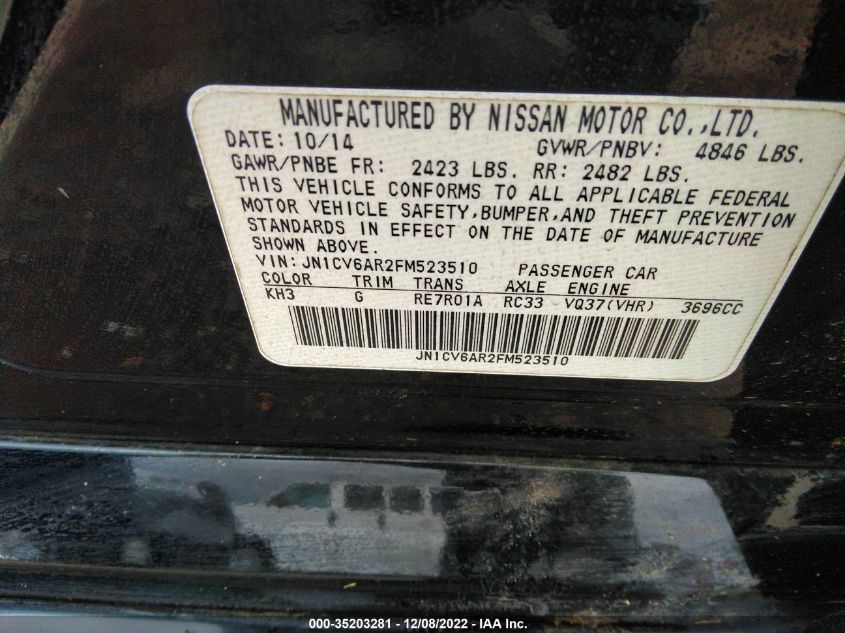 MANUFACTURED BY NISSAN MOTOR CO.,LTD.
DATE: 10/14 GVWR/PNBV: 4846 LBS.
GAWR/PNBE FR: 2423 LBS. RR: 2482 LBS.
THIS VEHICLE CONFORMS TO ALL APPLICABLE FEDERAL
MOTOR VEHICLE SAFETY,BUMPER,AND THEFT PREVENTION
STANDARDS IN EFFECT ON THE DATE OF MANUFACTURE
SHOWN ABOVE.
VIN: JN1CV6AR2FM523510 PASSENGER CAR
COLOR TRIM TRANS AXLE ENGINE
KH3 G RE7R01A RC33 VQ37(VHR) 3696CC
JN1CV6AR2FM523510
000-35203281 - 12/08/2022 - IAA Inc.